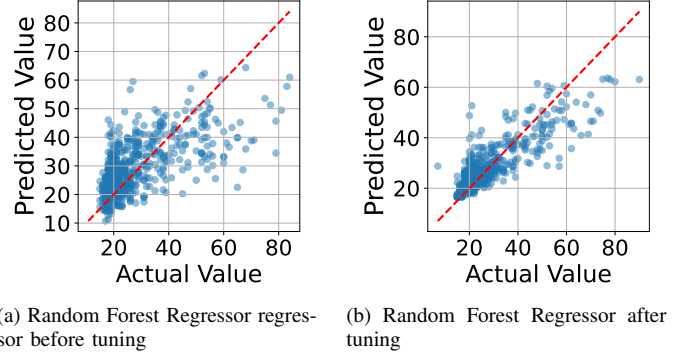 80
70
60
50
40
30
20
10
Predicted Value
20 40 60 80
Actual Value
80
60
40
20
Predicted Value
20 40 60 80
Actual Value
(a) Random Forest Regressor regres-
sor before tuning
(b) Random Forest Regressor after
tuning